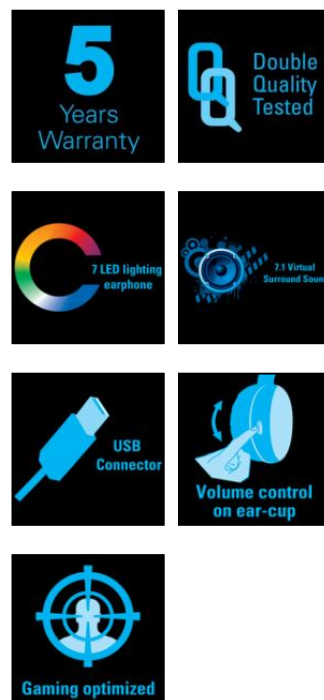 5
Years
Warranty
Double
Quality
Tested
7 LED lighting
earphone
7.1 Virtual
Surround Soun
USB
Connector
Volume control
on ear-cup
Gaming optimized